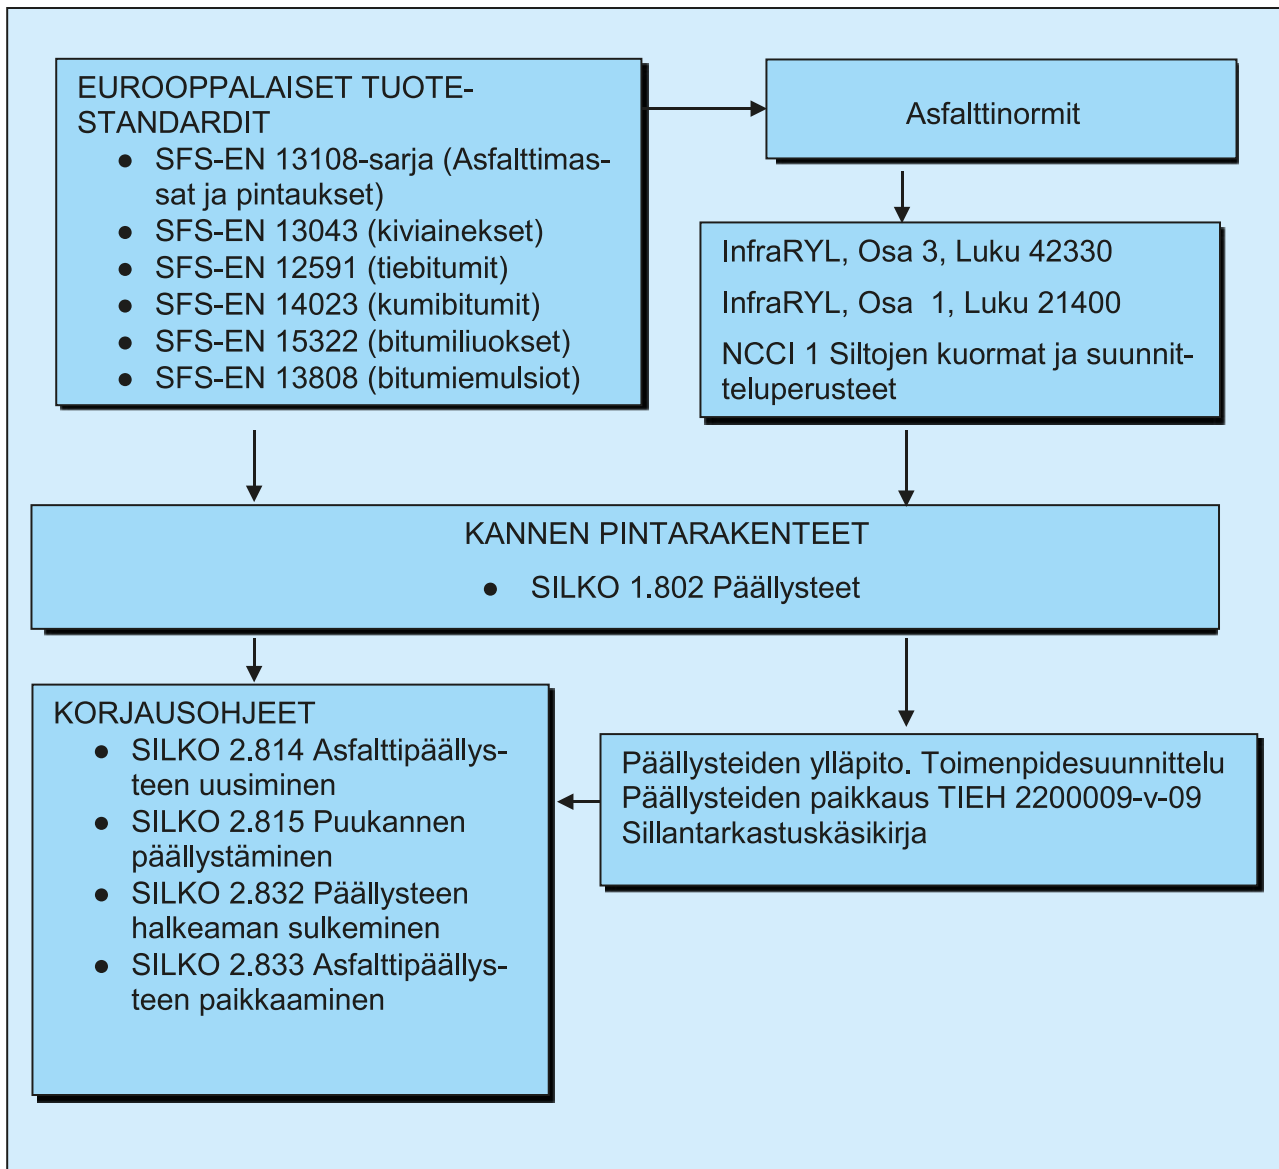 EUROOPPALAISET TUOTE-
STANDARDIT
● SFS-EN 13108-sarja (Asfalttimas-
sat ja pintaukset)
● SFS-EN 13043 (kiviainekset)
● SFS-EN 12591 (tiebitumit)
● SFS-EN 14023 (kumibitumit)
● SFS-EN 15322 (bitumiliuokset)
● SFS-EN 13808 (bitumiemulsiot)
Asfalttinormit
InfraRYL, Osa 3, Luku 42330
InfraRYL, Osa 1, Luku 21400
NCCI 1 Siltojen kuormat ja suunnit-
teluperusteet
KANNEN PINTARAKENTEET
● SILKO 1.802 Päällysteet
KORJAUSOHJEET
● SILKO 2.814 Asfalttipäällys-
teen uusiminen
● SILKO 2.815 Puukannen
päällystäminen
● SILKO 2.832 Päällysteen
halkeaman sulkeminen
● SILKO 2.833 Asfalttipäällys-
teen paikkaaminen
Päällysteiden ylläpito. Toimenpidesuunnittelu
Päällysteiden paikkaus TIEH 2200009-v-09
Sillantarkastuskäsikirja